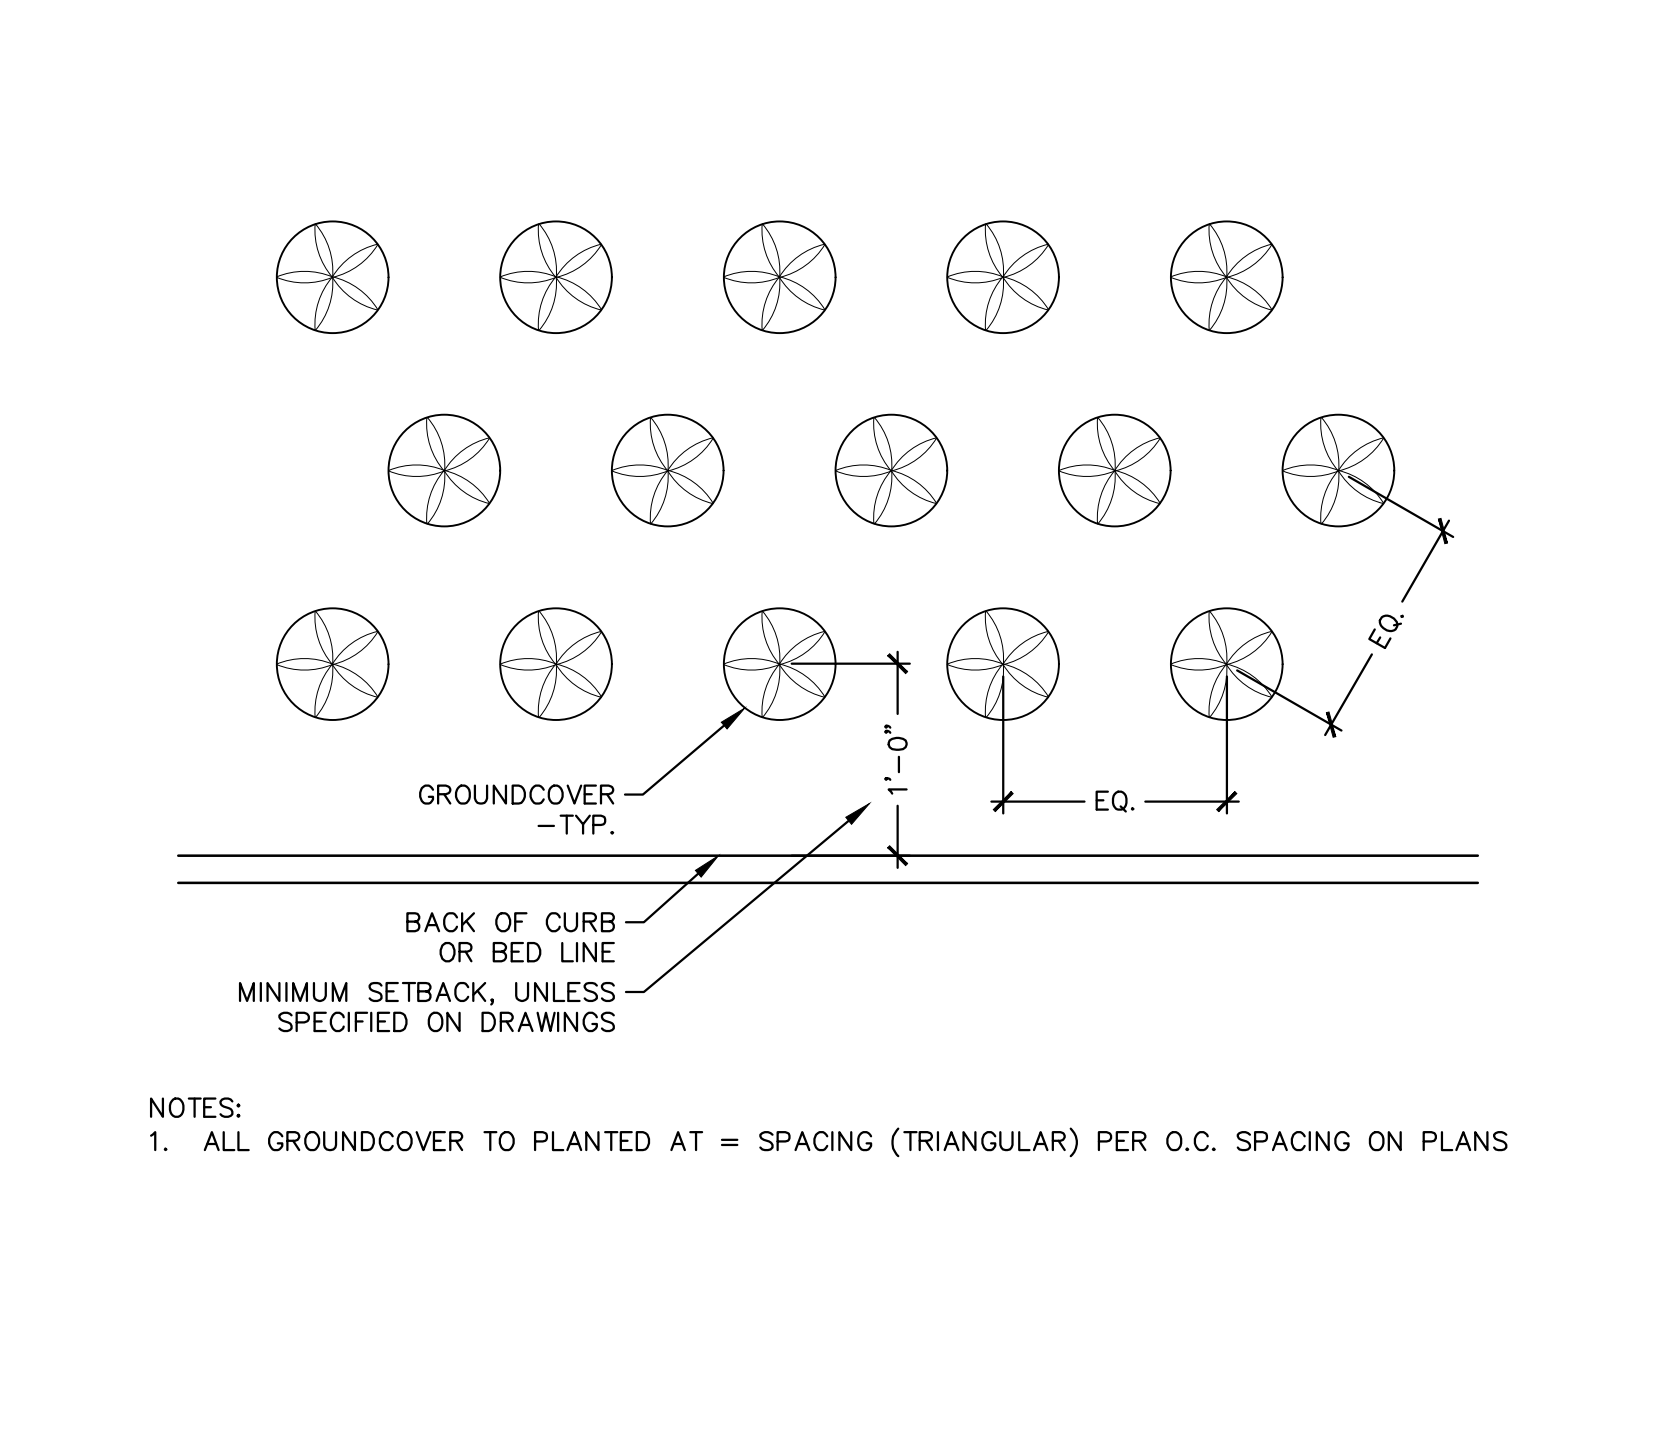 EQ.
1'-0"
GROUNDCOVER
-TYP.
EQ.
BACK OF CURB
OR BED LINE
MINIMUM SETBACK, UNLESS
SPECIFIED ON DRAWINGS
NOTES:
1. ALL GROUNDCOVER TO PLANTED AT = SPACING (TRIANGULAR) PER O.C. SPACING ON PLANS